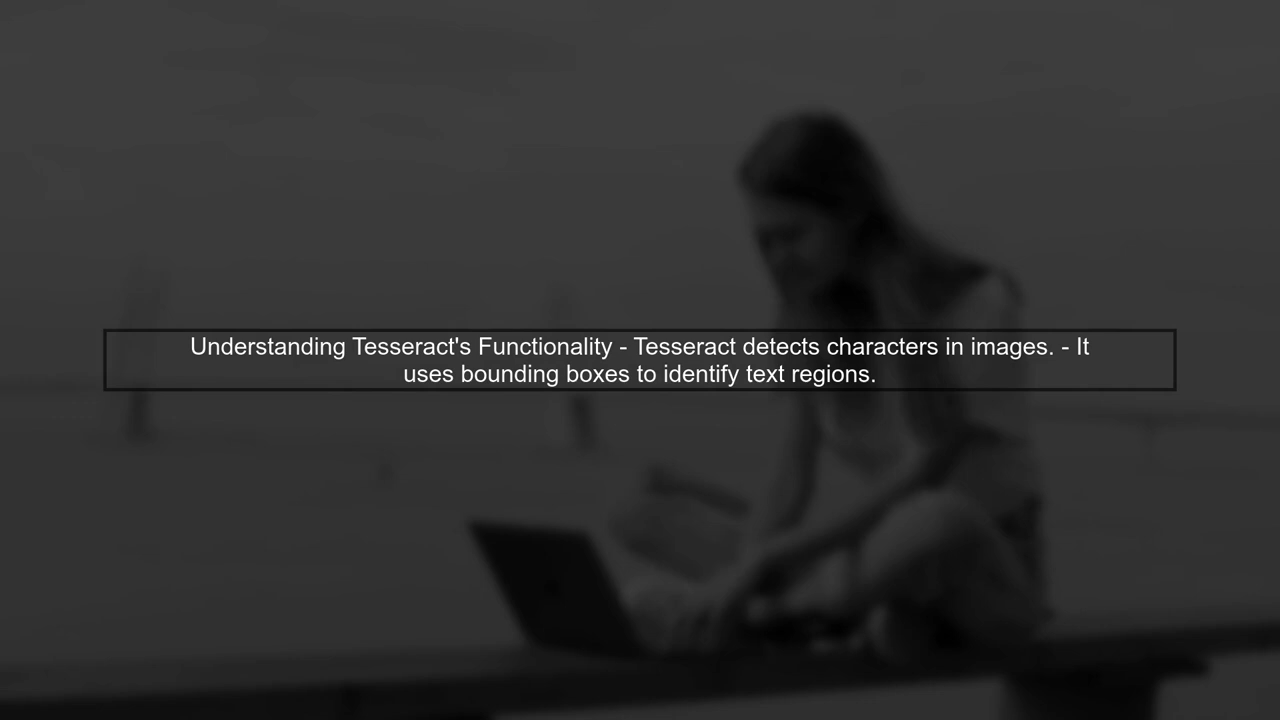 Understanding Tesseract's Functionality - Tesseract detects characters in images. - It
uses bounding boxes to identify text regions.